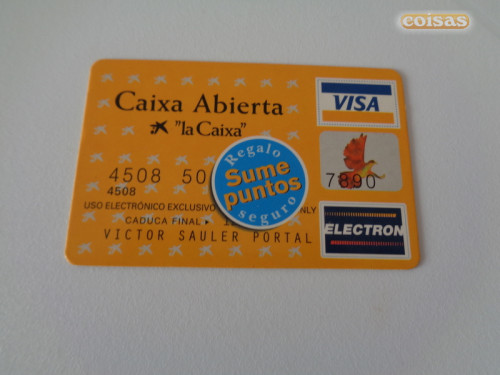 coisas
Caixa Abierta
"la Caixa"
VISA
Regalo
Sume
puntos
seguro
4508 50
7890
4508
USO ELECTRÓNICO EXCLUSIVO NLY
CADUCA FINAL
VICTOR SAULER PORTAL
ELECTRON